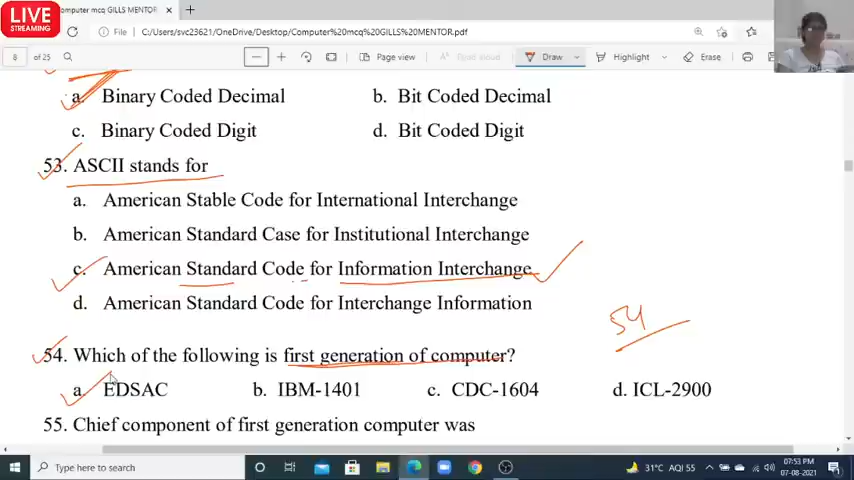 LIVE
STREAMING
Computer mcq GILLS MENTOR.pdf
File C:/Users/svc23621/OneDrive/Desktop/Computer%20mcq%20GILLS%20MENTOR.pdf
8 of 25 Page view Read aloud Draw Highlight Erase
a. Binary Coded Decimal b. Bit Coded Decimal
c. Binary Coded Digit d. Bit Coded Digit
53. ASCII stands for
a. American Stable Code for International Interchange
b. American Standard Case for Institutional Interchange
c. American Standard Code for Information Interchange
d. American Standard Code for Interchange Information
54
54. Which of the following is first generation of computer?
a. EDSAC b. IBM-1401 c. CDC-1604 d. ICL-2900
55. Chief component of first generation computer was
Type here to search
31°C AQI 55
07:53 PM
07-08-2021